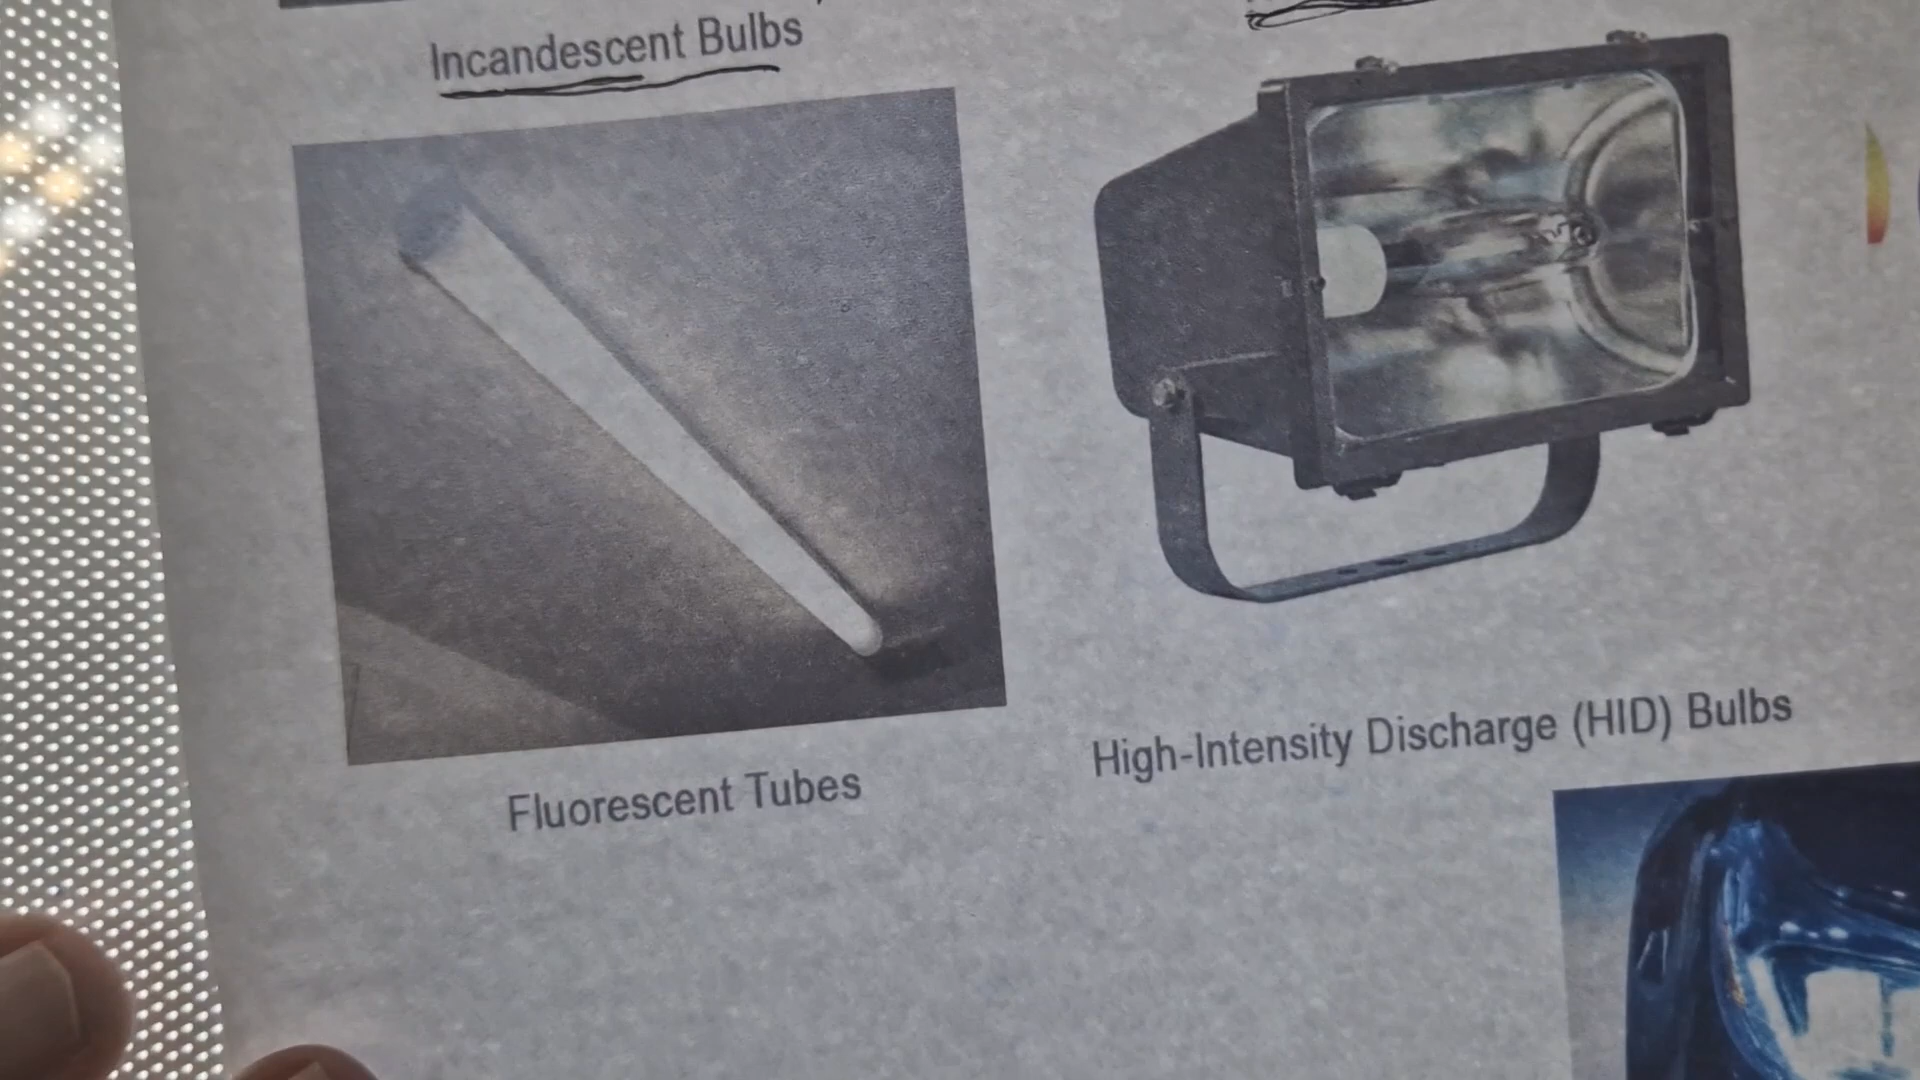 Incandescent Bulbs
Fluorescent Tubes
High-Intensity Discharge (HID) Bulbs